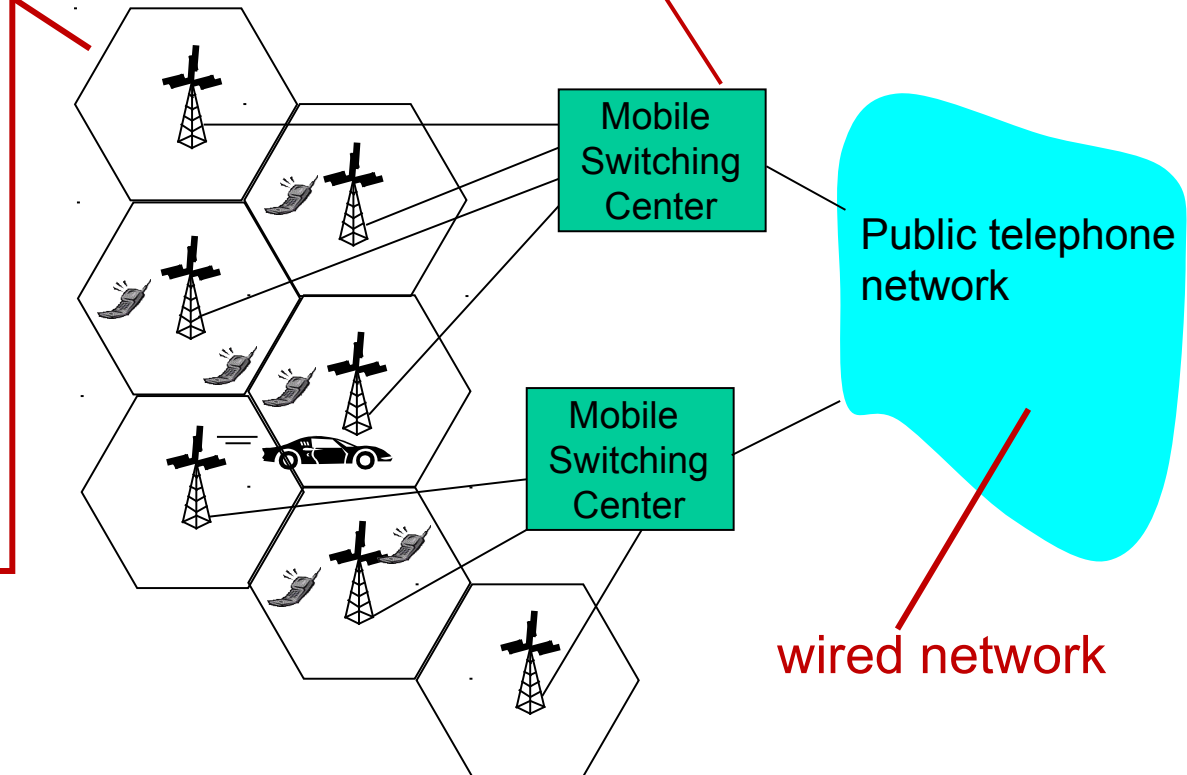 Mobile
Switching
Center
Public telephone
network
Mobile
Switching
Center
wired network